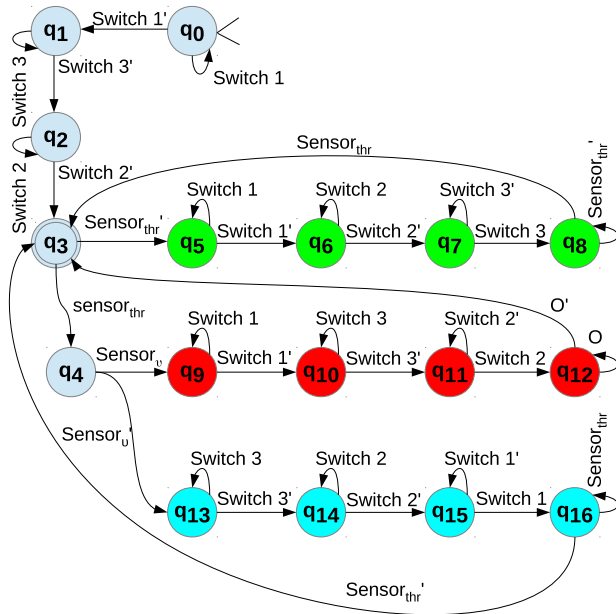 q1
Switch 1'
q0
Switch 3
Switch 3'
Switch 1
q2
Switch 2
Switch 2'
Sensorthr
Sensorthr'
q3
Sensorthr'
Switch 1
q5
Switch 1'
Switch 2
q6
Switch 2'
Switch 3'
q7
Switch 3
q8
sensorthr
O'
O
q4
Sensorυ
Switch 1
q9
Switch 1'
Switch 3
q10
Switch 3'
Switch 2'
q11
Switch 2
q12
Sensorυ'
Sensorthr
Switch 3
q13
Switch 3'
Switch 2
q14
Switch 2'
Switch 1'
q15
Switch 1
q16
Sensorthr'